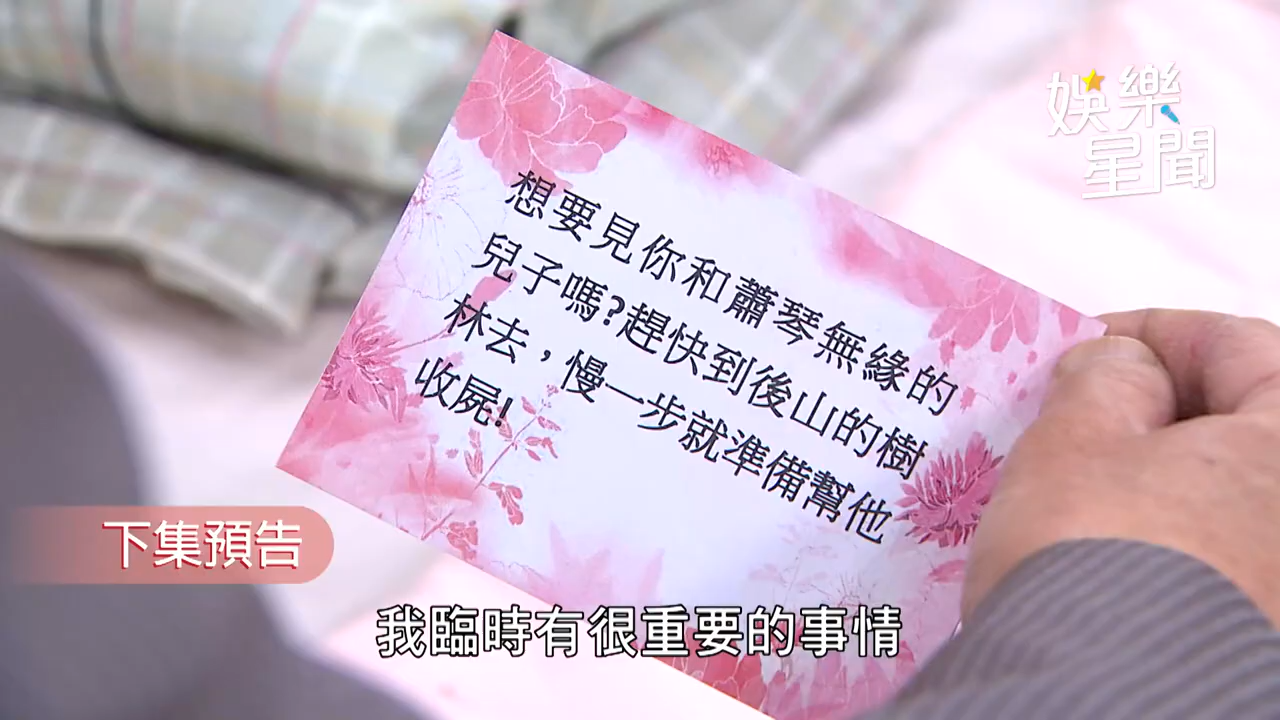 娛樂
星聞
想要見你和蕭琴無緣的
兒子嗎?趕快到後山的樹
林去，慢一步就準備幫他
收屍!
下集預告
我臨時有很重要的事情